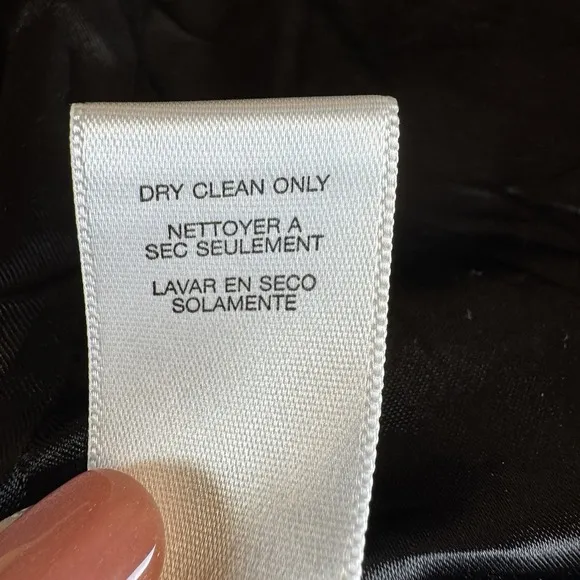 DRY CLEAN ONLY
NETTOYER A
SEC SEULEMENT
LAVAR EN SECO
SOLAMENTE